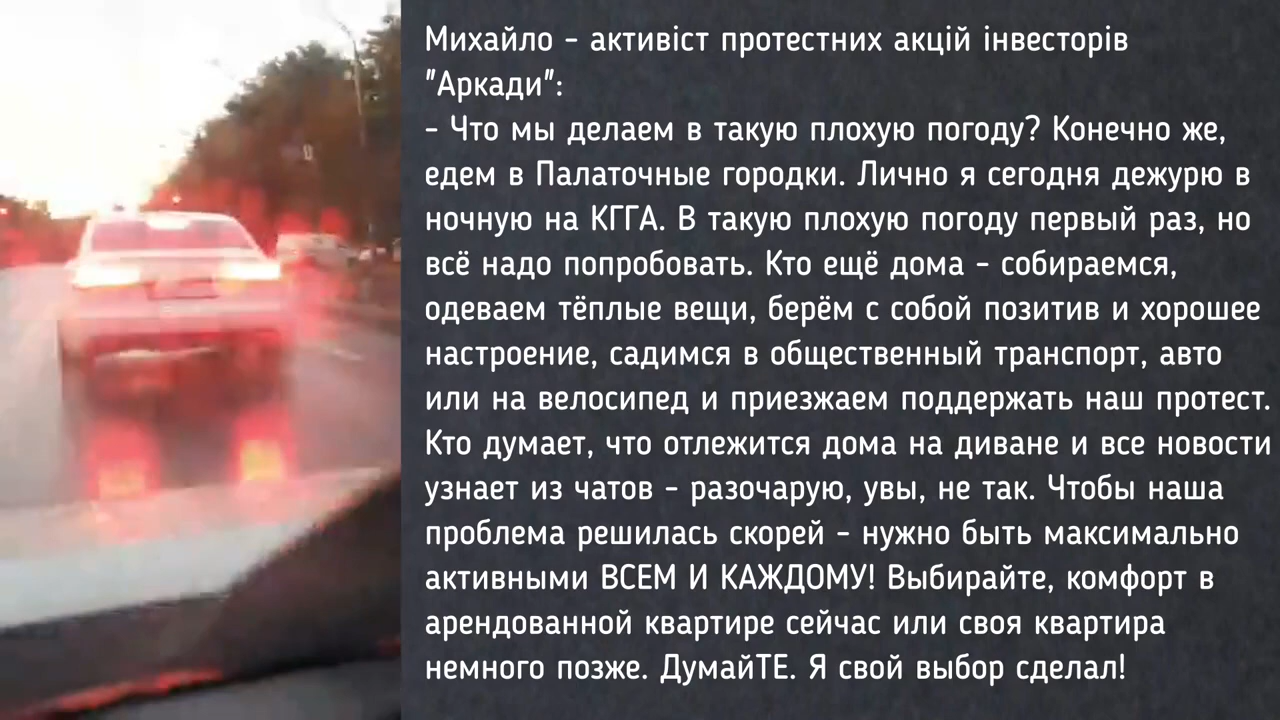 Михайло - активіст протестних акцій інвесторів
"Аркади":
- Что мы делаем в такую плохую погоду? Конечно же,
едем в Палаточные городки. Лично я сегодня дежурю в
ночную на КГГА. В такую плохую погоду первый раз, но
всё надо попробовать. Кто ещё дома - собираемся,
одеваем тёплые вещи, берём с собой позитив и хорошее
настроение, садимся в общественный транспорт, авто
или на велосипед и приезжаем поддержать наш протест.
Кто думает, что отлежится дома на диване и все новости
узнает из чатов - разочарую, увы, не так. Чтобы наша
проблема решилась скорей - нужно быть максимально
активными ВСЕМ И КАЖДОМУ! Выбирайте, комфорт в
арендованной квартире сейчас или своя квартира
немного позже. ДумайТЕ. Я свой выбор сделал!